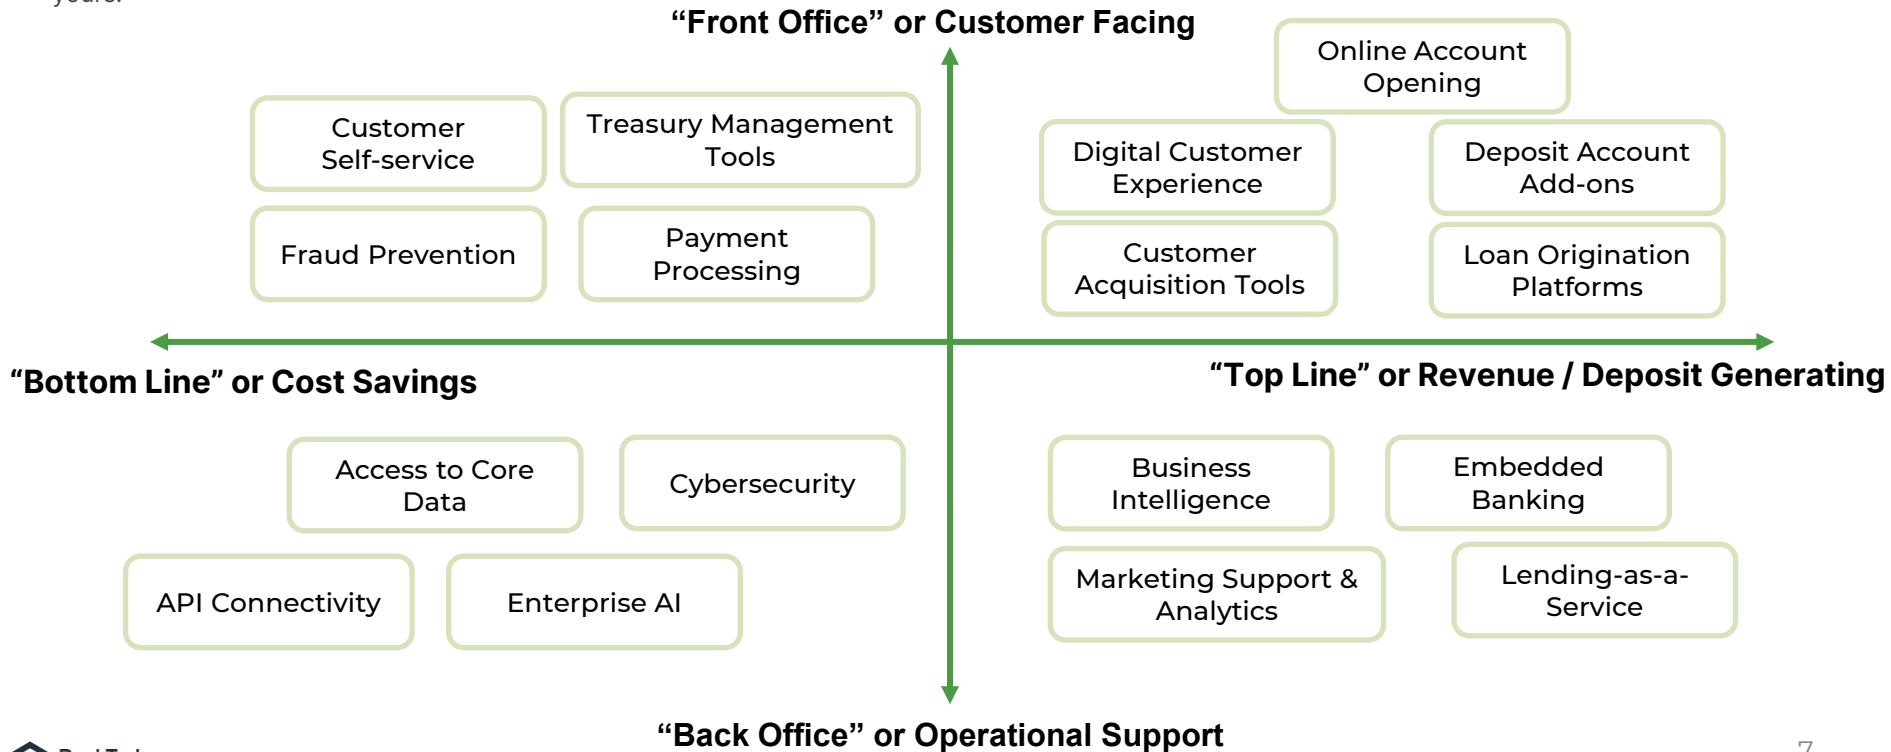 yours.
“Front Office” or Customer Facing
Online Account
Opening
Customer
Self-service
Treasury Management
Tools
Digital Customer
Experience
Deposit Account
Add-ons
Fraud Prevention
Payment
Processing
Customer
Acquisition Tools
Loan Origination
Platforms
“Bottom Line” or Cost Savings
“Top Line” or Revenue / Deposit Generating
Access to Core
Data
Cybersecurity
Business
Intelligence
Embedded
Banking
API Connectivity
Enterprise AI
Marketing Support &
Analytics
Lending-as-a-
Service
“Back Office” or Operational Support
7